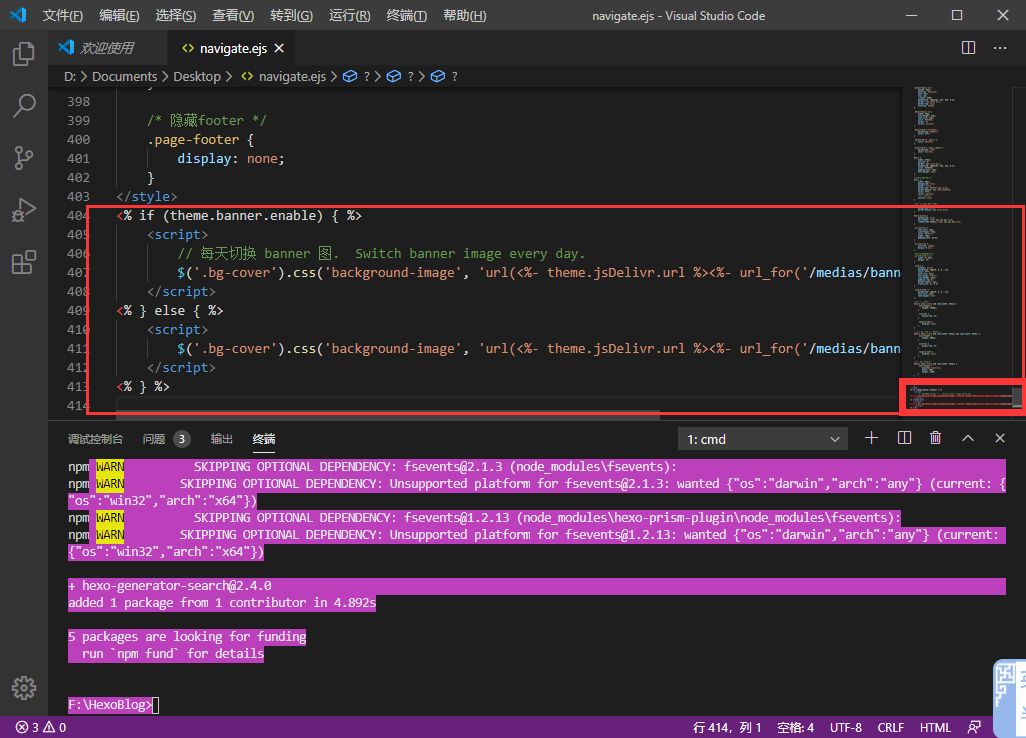 文件(F) 编辑(E) 选择(S) 查看(V) 转到(G) 运行(R) 终端(T) 帮助(H) navigate.ejs - Visual Studio Code
欢迎使用 navigate.ejs
D: > Documents > Desktop > <> navigate.ejs > ? > ? > ?
398
399 /* 隐藏footer */
400 .page-footer {
401 display: none;
402 }
403 </style>
404 <% if (theme.banner.enable) { %>
405 <script>
406 // 每天切换 banner 图. Switch banner image every day.
407 $('.bg-cover').css('background-image', 'url(<%- theme.jsDelivr.url %><%- url_for('/medias/bann
408 </script>
409 <% } else { %>
410 <script>
411 $('.bg-cover').css('background-image', 'url(<%- theme.jsDelivr.url %><%- url_for('/medias/bann
412 </script>
413 <% } %>
414
调试控制台 问题 3 输出 终端 1: cmd
npm WARN SKIPPING OPTIONAL DEPENDENCY: fsevents@2.1.3 (node_modules\fsevents):
npm WARN SKIPPING OPTIONAL DEPENDENCY: Unsupported platform for fsevents@2.1.3: wanted {"os":"darwin","arch":"any"} (current: {
"os":"win32","arch":"x64"})
npm WARN SKIPPING OPTIONAL DEPENDENCY: fsevents@1.2.13 (node_modules\hexo-prism-plugin\node_modules\fsevents):
npm WARN SKIPPING OPTIONAL DEPENDENCY: Unsupported platform for fsevents@1.2.13: wanted {"os":"darwin","arch":"any"} (current:
{"os":"win32","arch":"x64"})
+ hexo-generator-search@2.4.0
added 1 package from 1 contributor in 4.892s
5 packages are looking for funding
run `npm fund` for details
F:\HexoBlog>
3 0 行 414，列 1 空格: 4 UTF-8 CRLF HTML